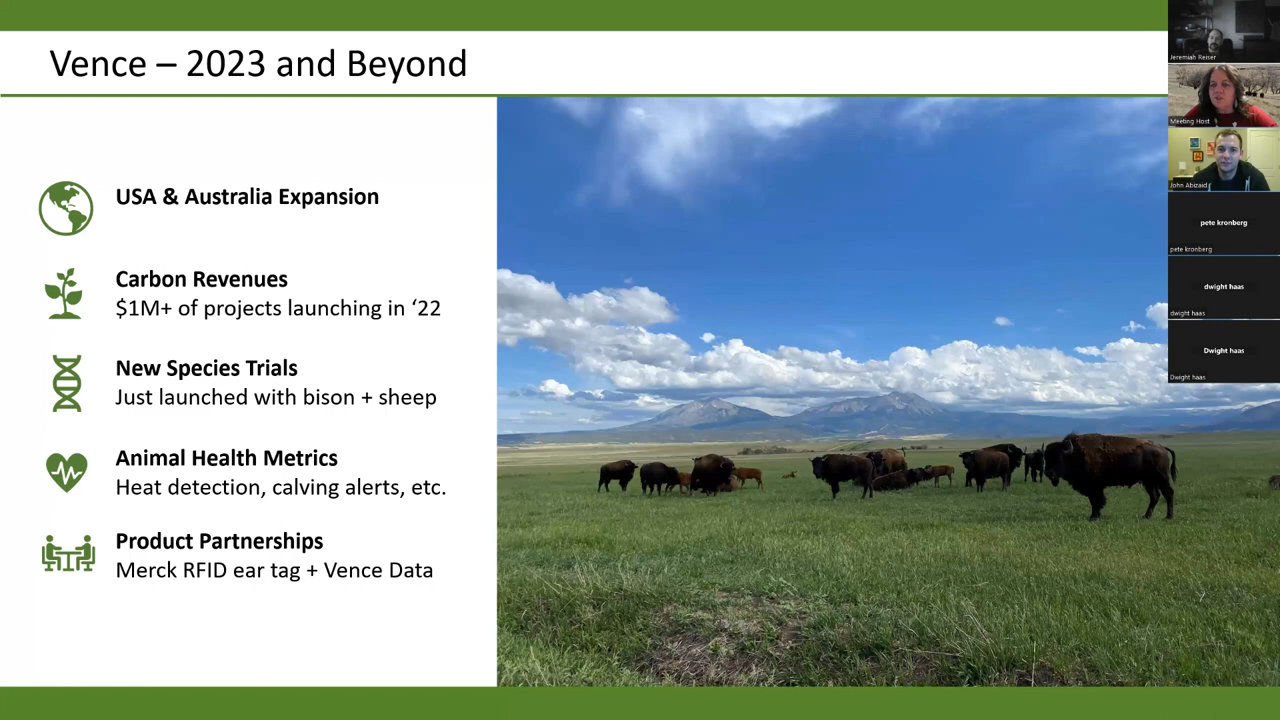 Vence – 2023 and Beyond
USA & Australia Expansion
Carbon Revenues
$1M+ of projects launching in ‘22
New Species Trials
Just launched with bison + sheep
Animal Health Metrics
Heat detection, calving alerts, etc.
Product Partnerships
Merck RFID ear tag + Vence Data
Jeremiah Reiser
Meeting Host
John Abizaid
pete kronberg
pete kronberg
dwight haas
dwight haas
Dwight haas
Dwight haas